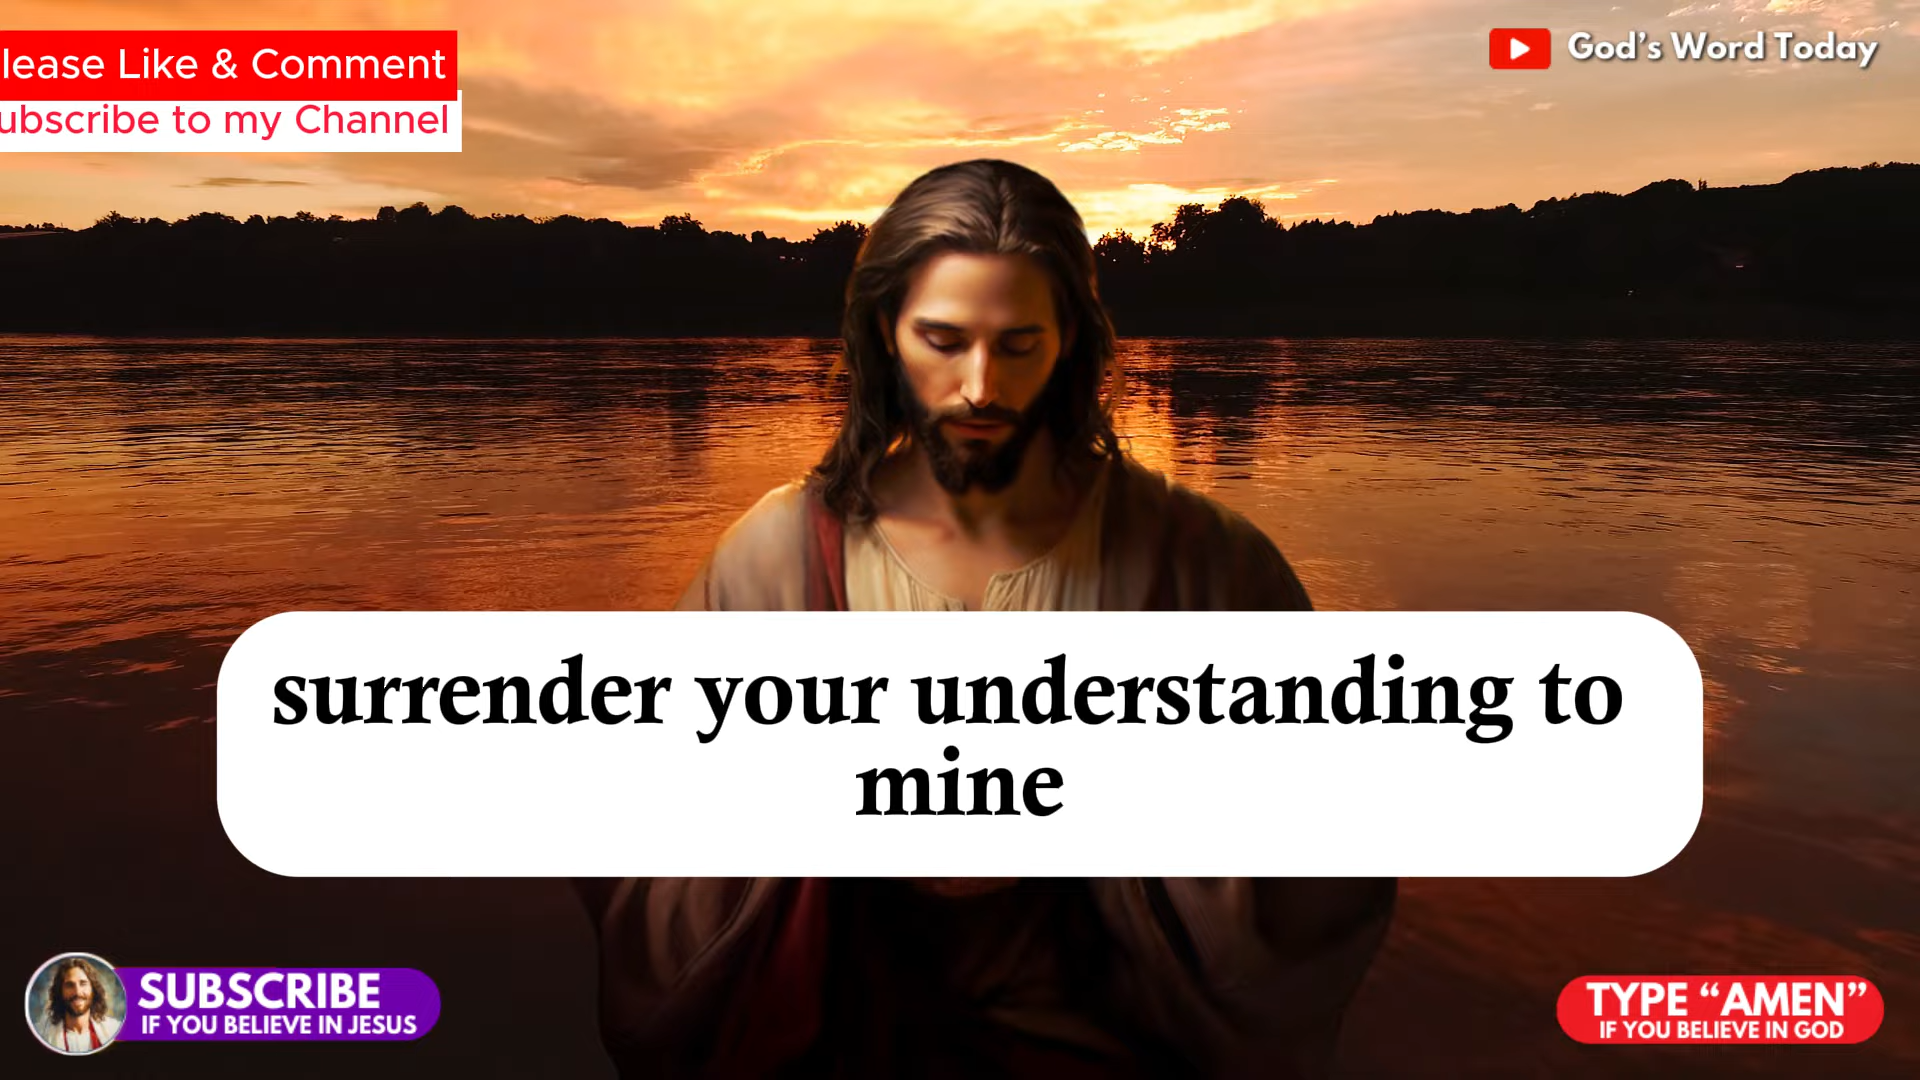 lease Like & Comment
ubscribe to my Channel
God's Word Today
surrender your understanding to
mine
SUBSCRIBE
IF YOU BELIEVE IN JESUS
TYPE “AMEN”
IF YOU BELIEVE IN GOD